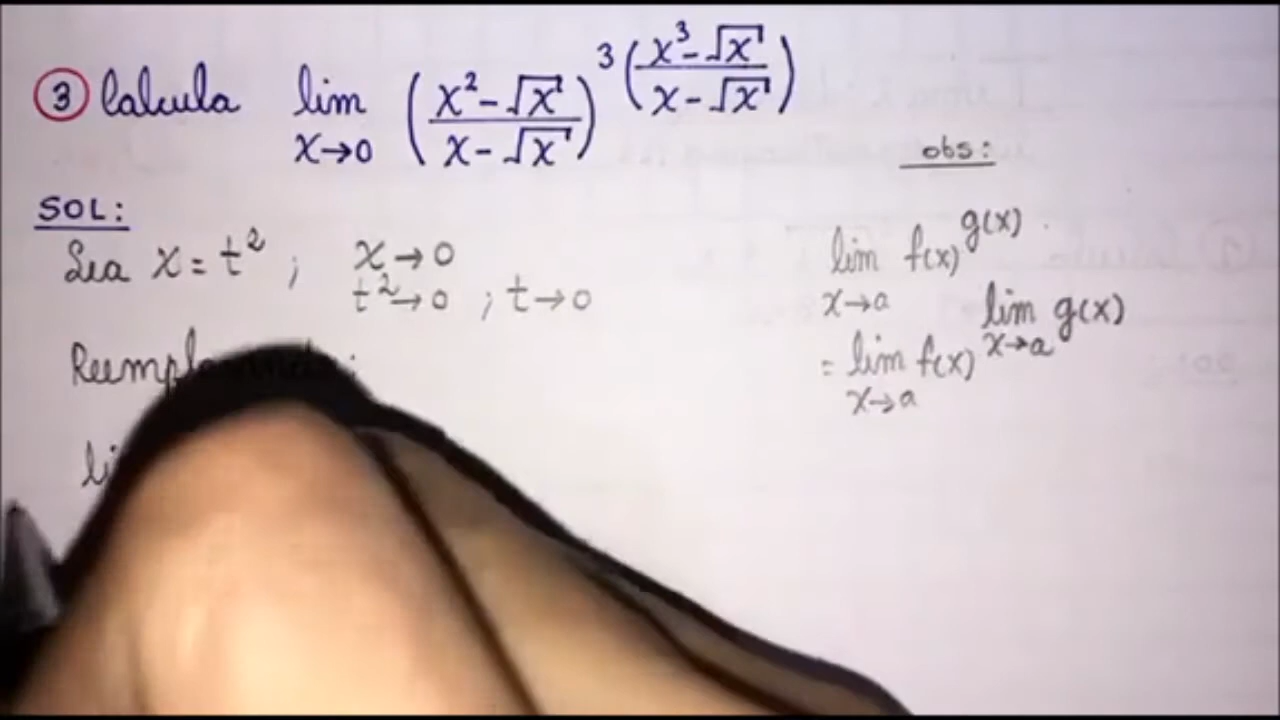 ③ Calcula lim x→0 ((x²-√x)/(x-√x))^3((x³-√x)/(x-√x))
SOL:
Sea x = t² ; x→0
t²→0 ; t→0
obs:
lim x→a f(x)^g(x)
= lim x→a f(x)^lim x→a g(x)